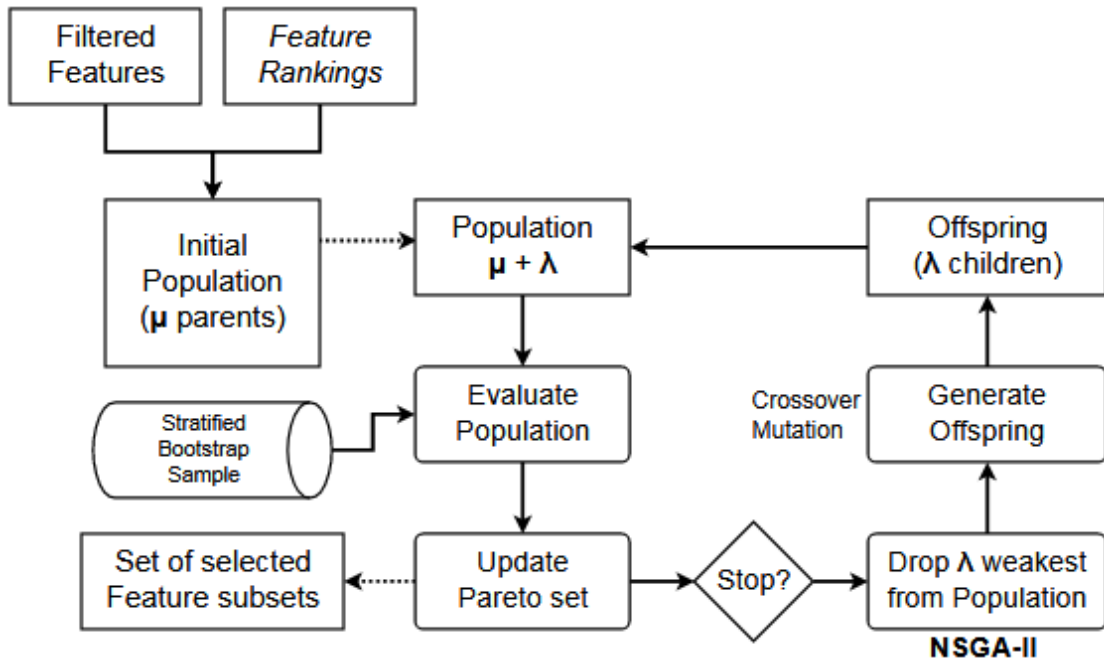 Filtered
Features
Feature
Rankings
Initial
Population
(μ parents)
Population
μ + λ
Offspring
(λ children)
Evaluate
Population
Crossover
Mutation
Generate
Offspring
Stratified
Bootstrap
Sample
Set of selected
Feature subsets
Update
Pareto set
Stop?
Drop λ weakest
from Population
NSGA-II